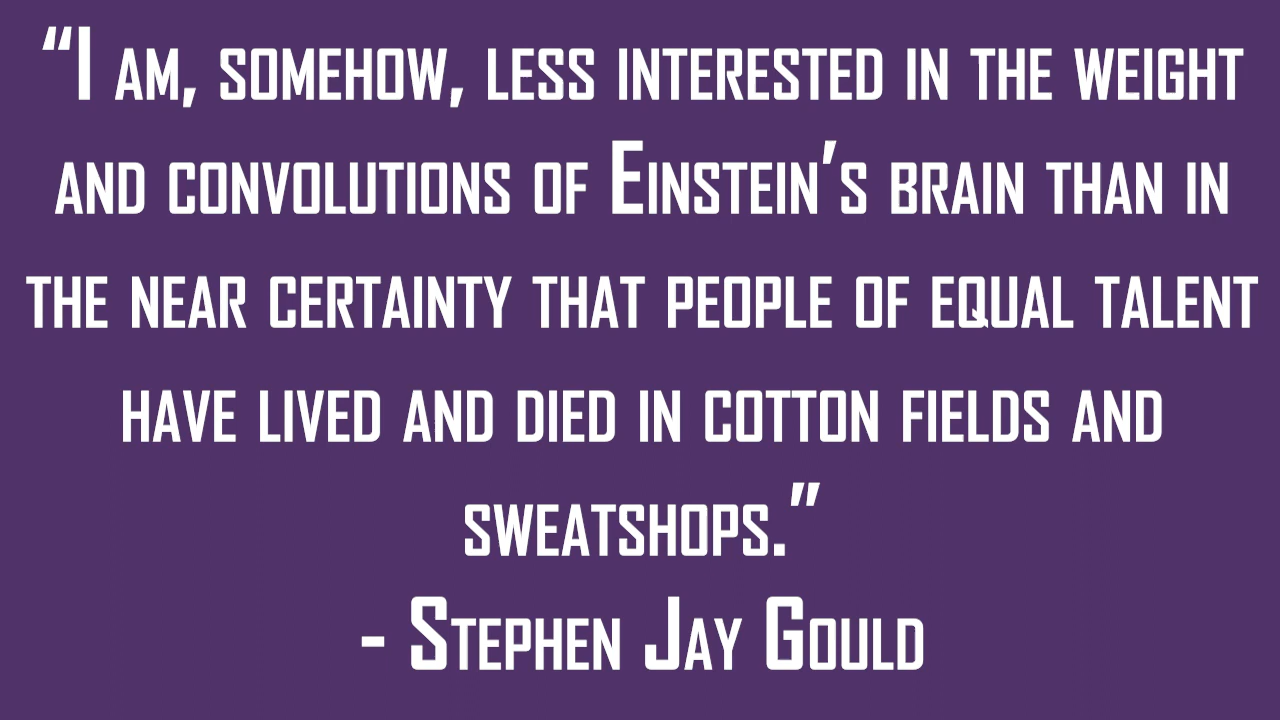 “I am, somehow, less interested in the weight
and convolutions of Einstein’s brain than in
the near certainty that people of equal talent
have lived and died in cotton fields and
sweatshops.”
- Stephen Jay Gould